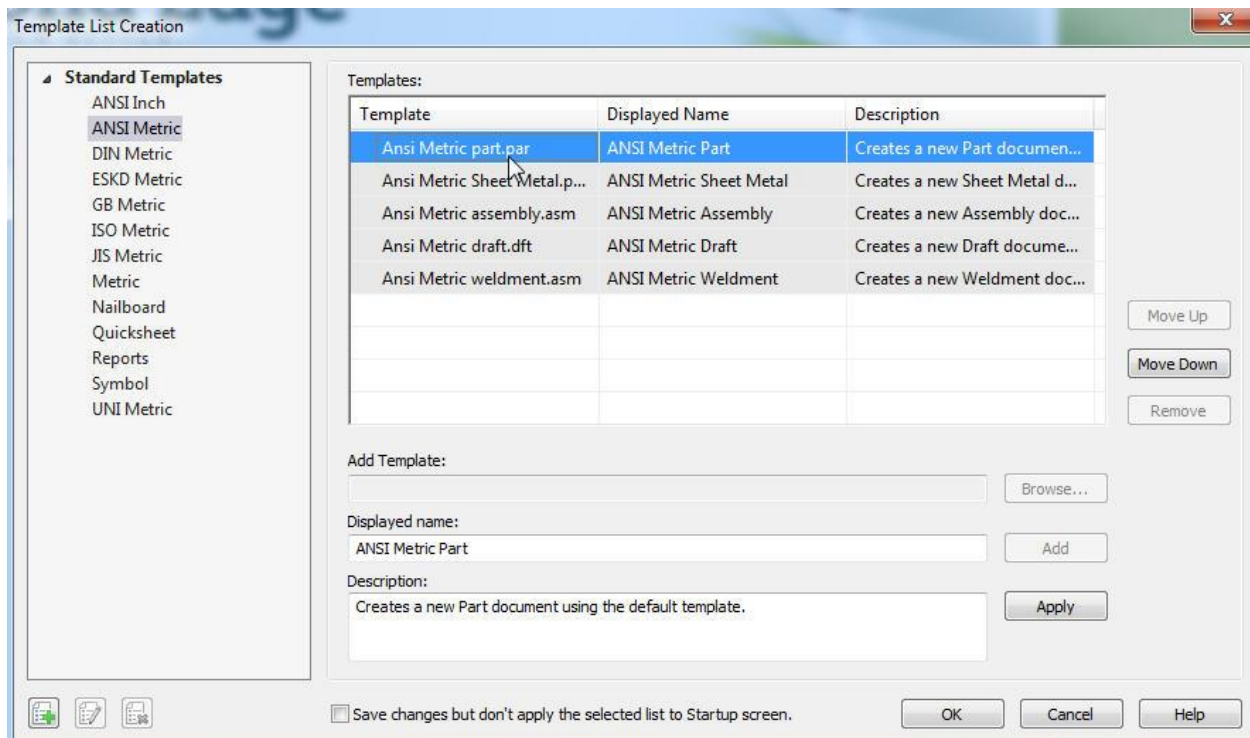 Template List Creation
Standard Templates
ANSI Inch
ANSI Metric
DIN Metric
ESKD Metric
GB Metric
ISO Metric
JIS Metric
Metric
Nailboard
Quicksheet
Reports
Symbol
UNI Metric
Templates:
Template Displayed Name Description
Ansi Metric part.par ANSI Metric Part Creates a new Part documen...
Ansi Metric Sheet Metal.p... ANSI Metric Sheet Metal Creates a new Sheet Metal d...
Ansi Metric assembly.asm ANSI Metric Assembly Creates a new Assembly doc...
Ansi Metric draft.dft ANSI Metric Draft Creates a new Draft docume...
Ansi Metric weldment.asm ANSI Metric Weldment Creates a new Weldment doc...
Move Up
Move Down
Remove
Add Template:
Browse...
Displayed name:
ANSI Metric Part
Add
Description:
Creates a new Part document using the default template.
Apply
Save changes but don't apply the selected list to Startup screen.
OK Cancel Help